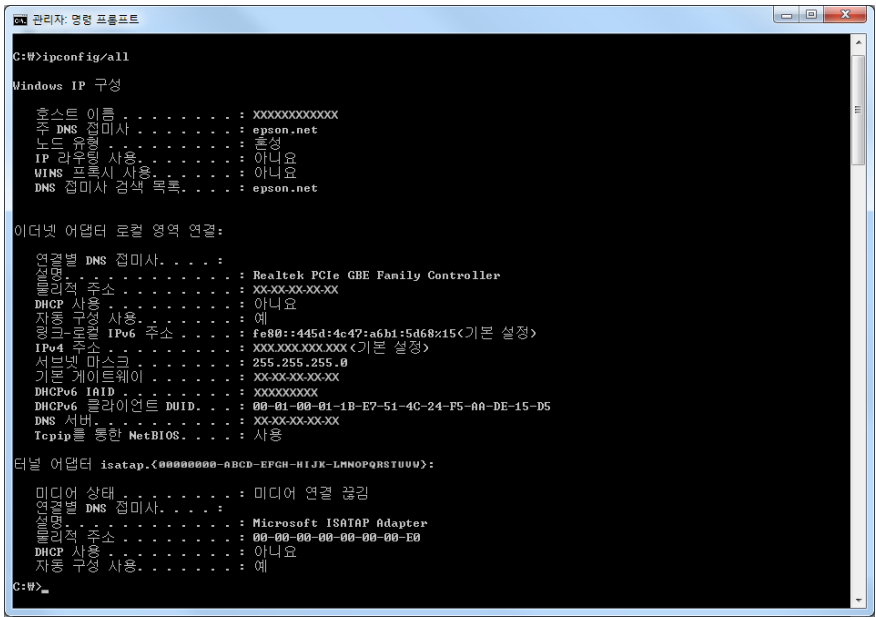 관리자: 명령 프롬프트
C:₩>ipconfig/all
Windows IP 구성
호스트 이름 . . . . . . . . : XXXXXXXXXXXX
주 DNS 접미사 . . . . . . . : epson.net
노드 유형 . . . . . . . . . : 혼성
IP 라우팅 사용. . . . . . . : 아니요
WINS 프록시 사용. . . . . . : 아니요
DNS 접미사 검색 목록. . . . : epson.net
이더넷 어댑터 로컬 영역 연결:
연결별 DNS 접미사. . . . :
설명. . . . . . . . . . . . : Realtek PCIe GBE Family Controller
물리적 주소 . . . . . . . . : XX-XX-XX-XX-XX
DHCP 사용 . . . . . . . . . : 아니요
자동 구성 사용. . . . . . . : 예
링크-로컬 IPv6 주소 . . . . : fe80::445d:4c47:a6b1:5d68%15(기본 설정)
IPv4 주소 . . . . . . . . . : XXX.XXX.XXX.XXX(기본 설정)
서브넷 마스크 . . . . . . . : 255.255.255.0
기본 게이트웨이 . . . . . . : XX-XX-XX-XX-XX
DHCPv6 IAID . . . . . . . . : XXXXXXXXX
DHCPv6 클라이언트 DUID. . . : 00-01-00-01-1B-E7-51-4C-24-F5-AA-DE-15-D5
DNS 서버. . . . . . . . . . : XX-XX-XX-XX-XX
Tcpip를 통한 NetBIOS. . . . : 사용
터널 어댑터 isatap.{00000000-ABCD-EFGH-HIJK-LMNOPQRSTUVW}:
미디어 상태 . . . . . . . . : 미디어 연결 끊김
연결별 DNS 접미사. . . . :
설명. . . . . . . . . . . . : Microsoft ISATAP Adapter
물리적 주소 . . . . . . . . : 00-00-00-00-00-00-00-E0
DHCP 사용 . . . . . . . . . : 아니요
자동 구성 사용. . . . . . . : 예
C:₩>_